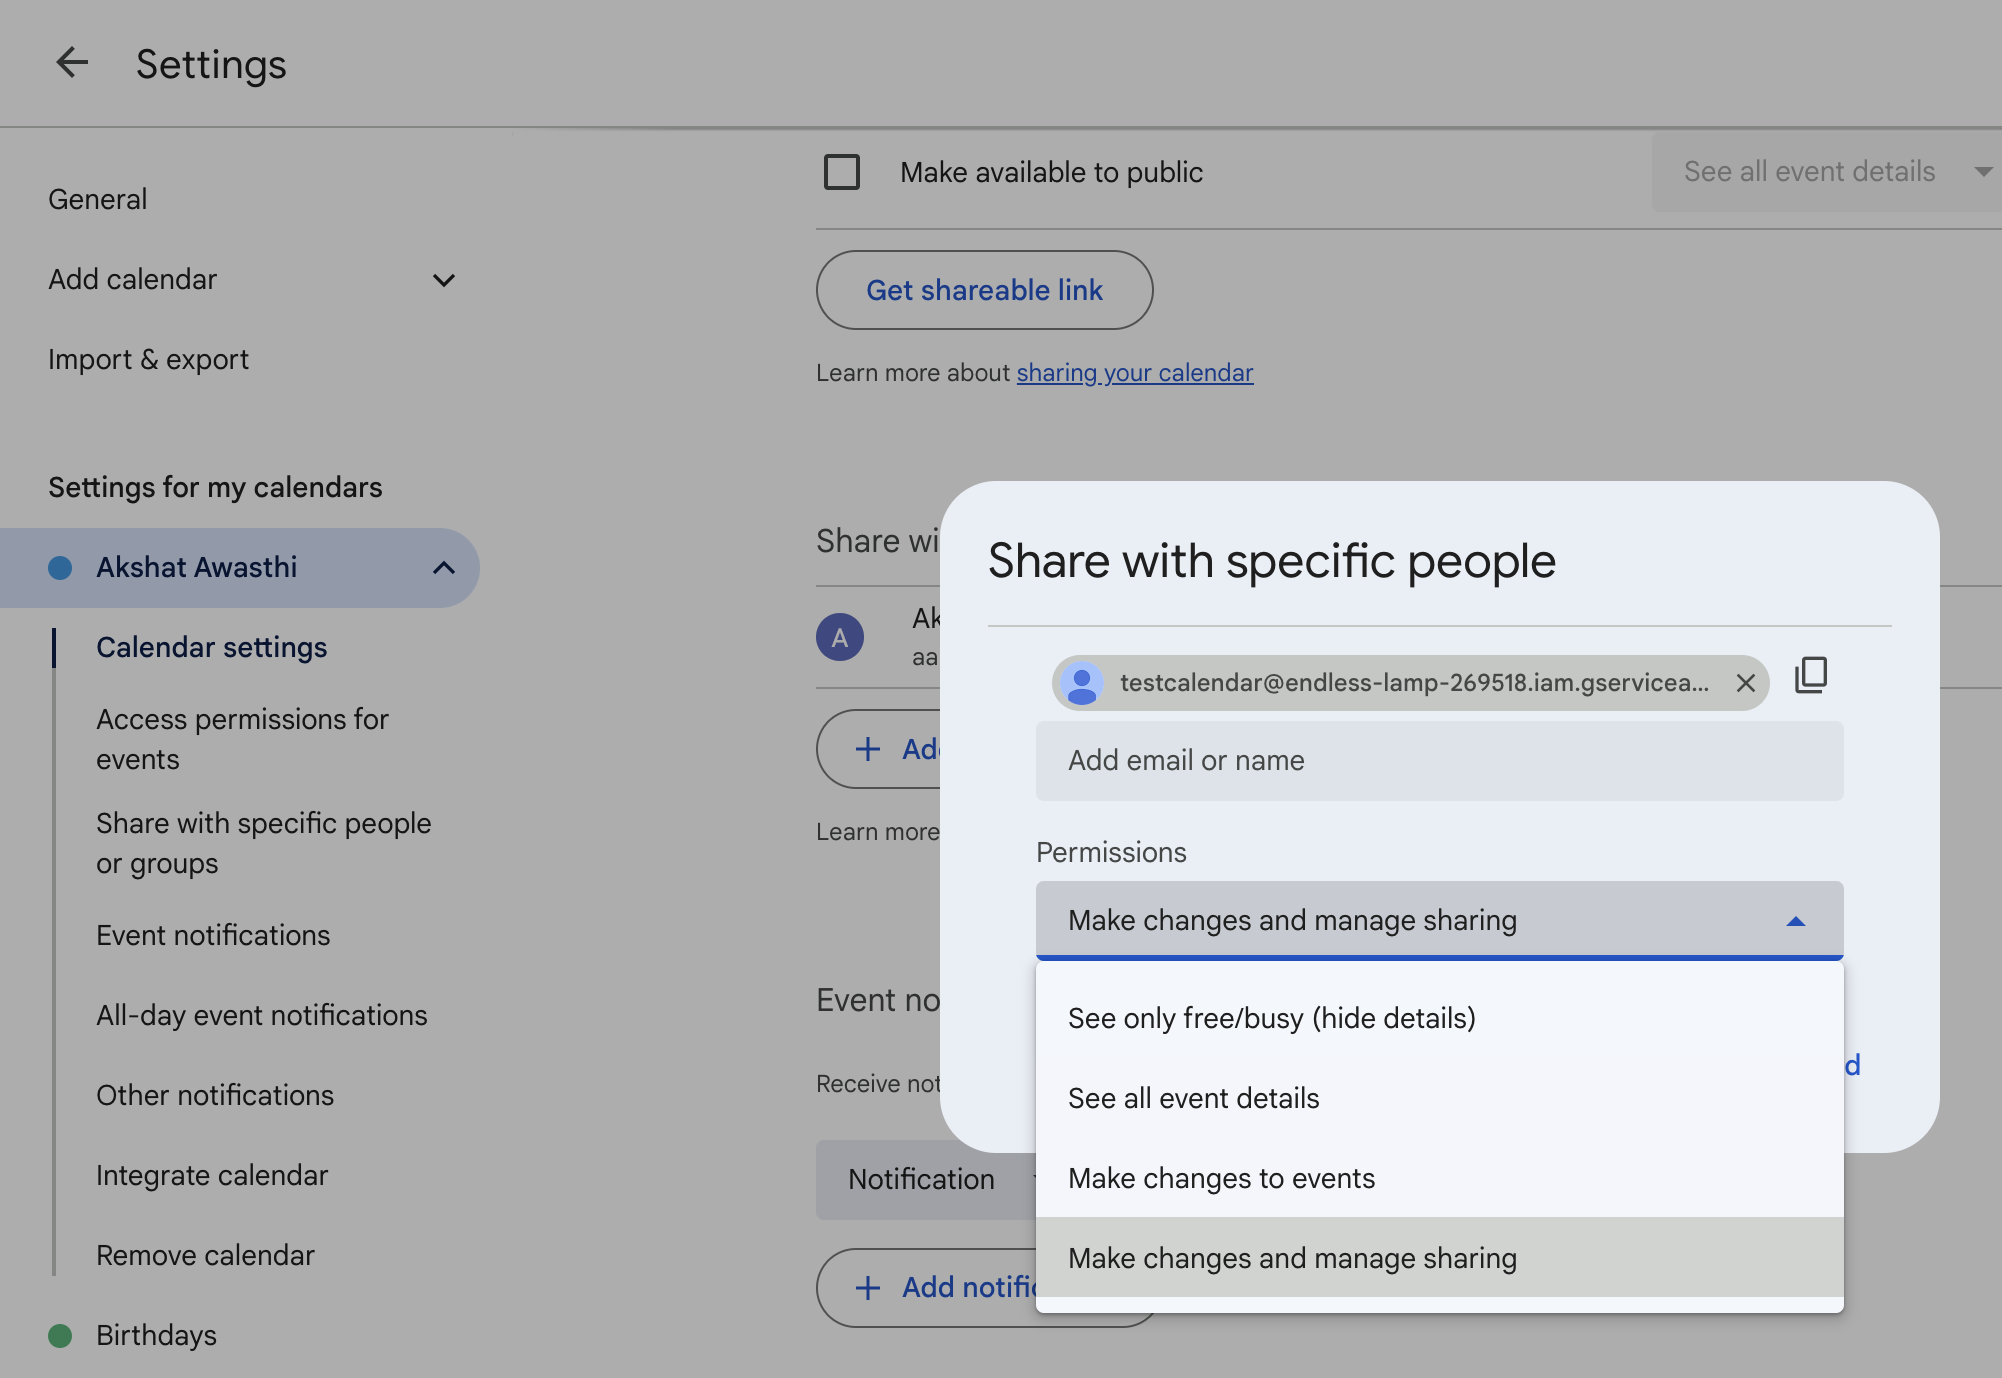 Settings
General
Add calendar
Import & export
Settings for my calendars
Akshat Awasthi
Calendar settings
Access permissions for
events
Share with specific people
or groups
Event notifications
All-day event notifications
Other notifications
Integrate calendar
Remove calendar
Birthdays
Make available to public
See all event details
Get shareable link
Learn more about sharing your calendar
Share wi
A
Ak
aa
Learn more
Event no
Receive not
Notification
Add notific
Share with specific people
testcalendar@endless-lamp-269518.iam.gservicea...
Add email or name
Permissions
Make changes and manage sharing
See only free/busy (hide details)
See all event details
Make changes to events
Make changes and manage sharing
d